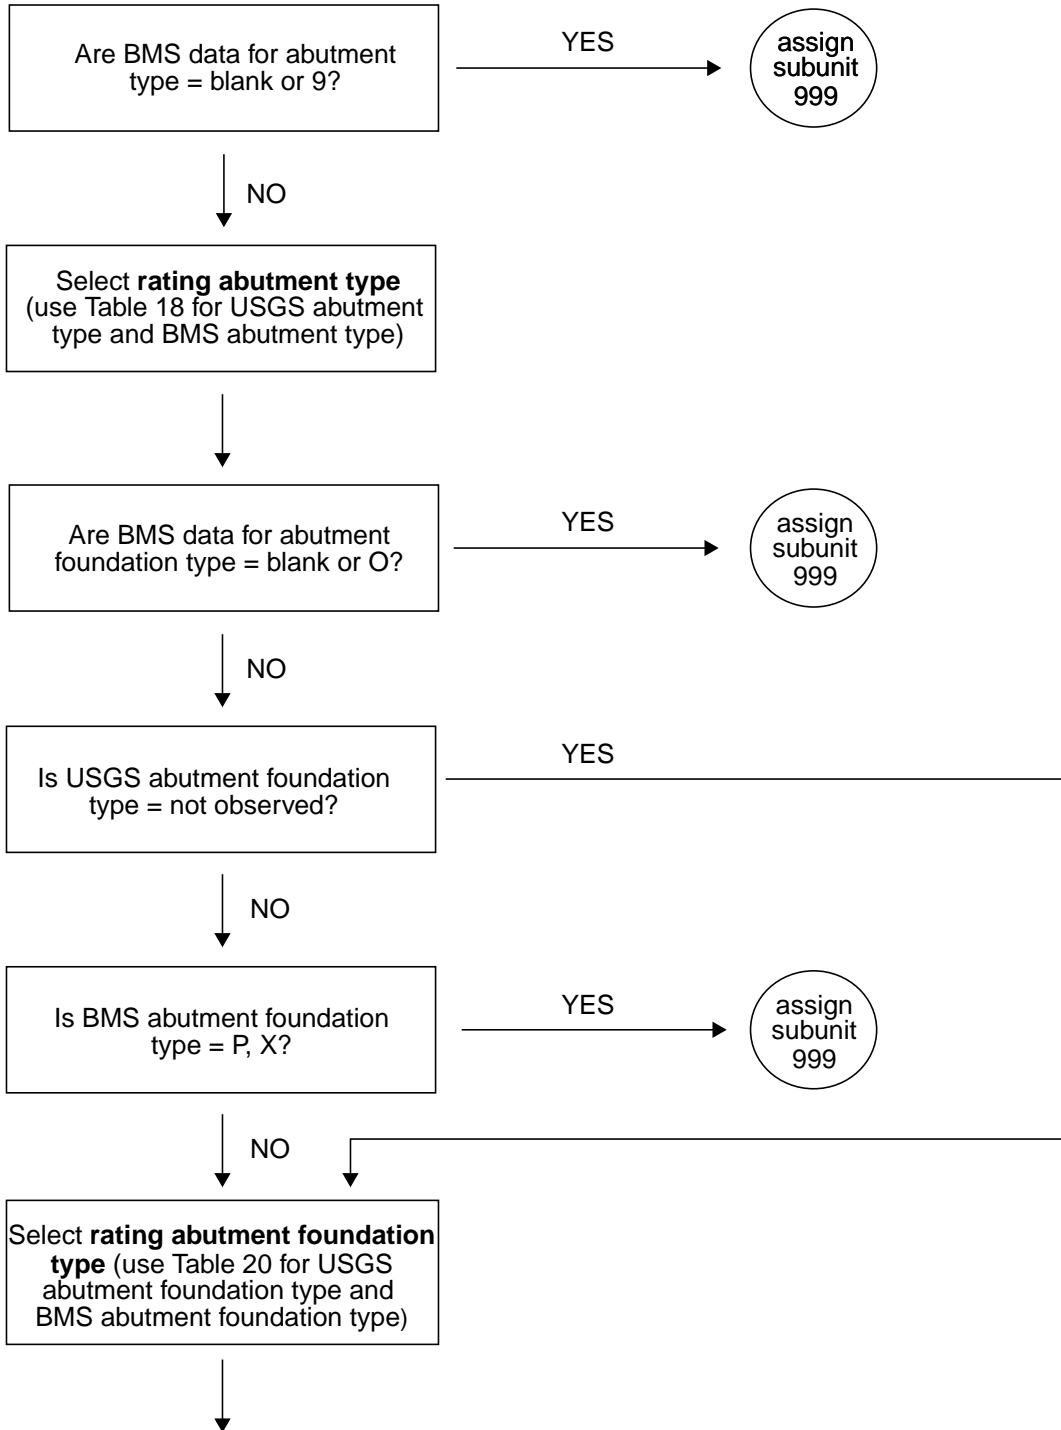 Are BMS data for abutment
type = blank or 9?
YES
assign
subunit
999
NO
Select rating abutment type
(use Table 18 for USGS abutment
type and BMS abutment type)
Are BMS data for abutment
foundation type = blank or O?
YES
assign
subunit
999
NO
Is USGS abutment foundation
type = not observed?
YES
NO
Is BMS abutment foundation
type = P, X?
YES
assign
subunit
999
NO
Select rating abutment foundation
type (use Table 20 for USGS
abutment foundation type and
BMS abutment foundation type)